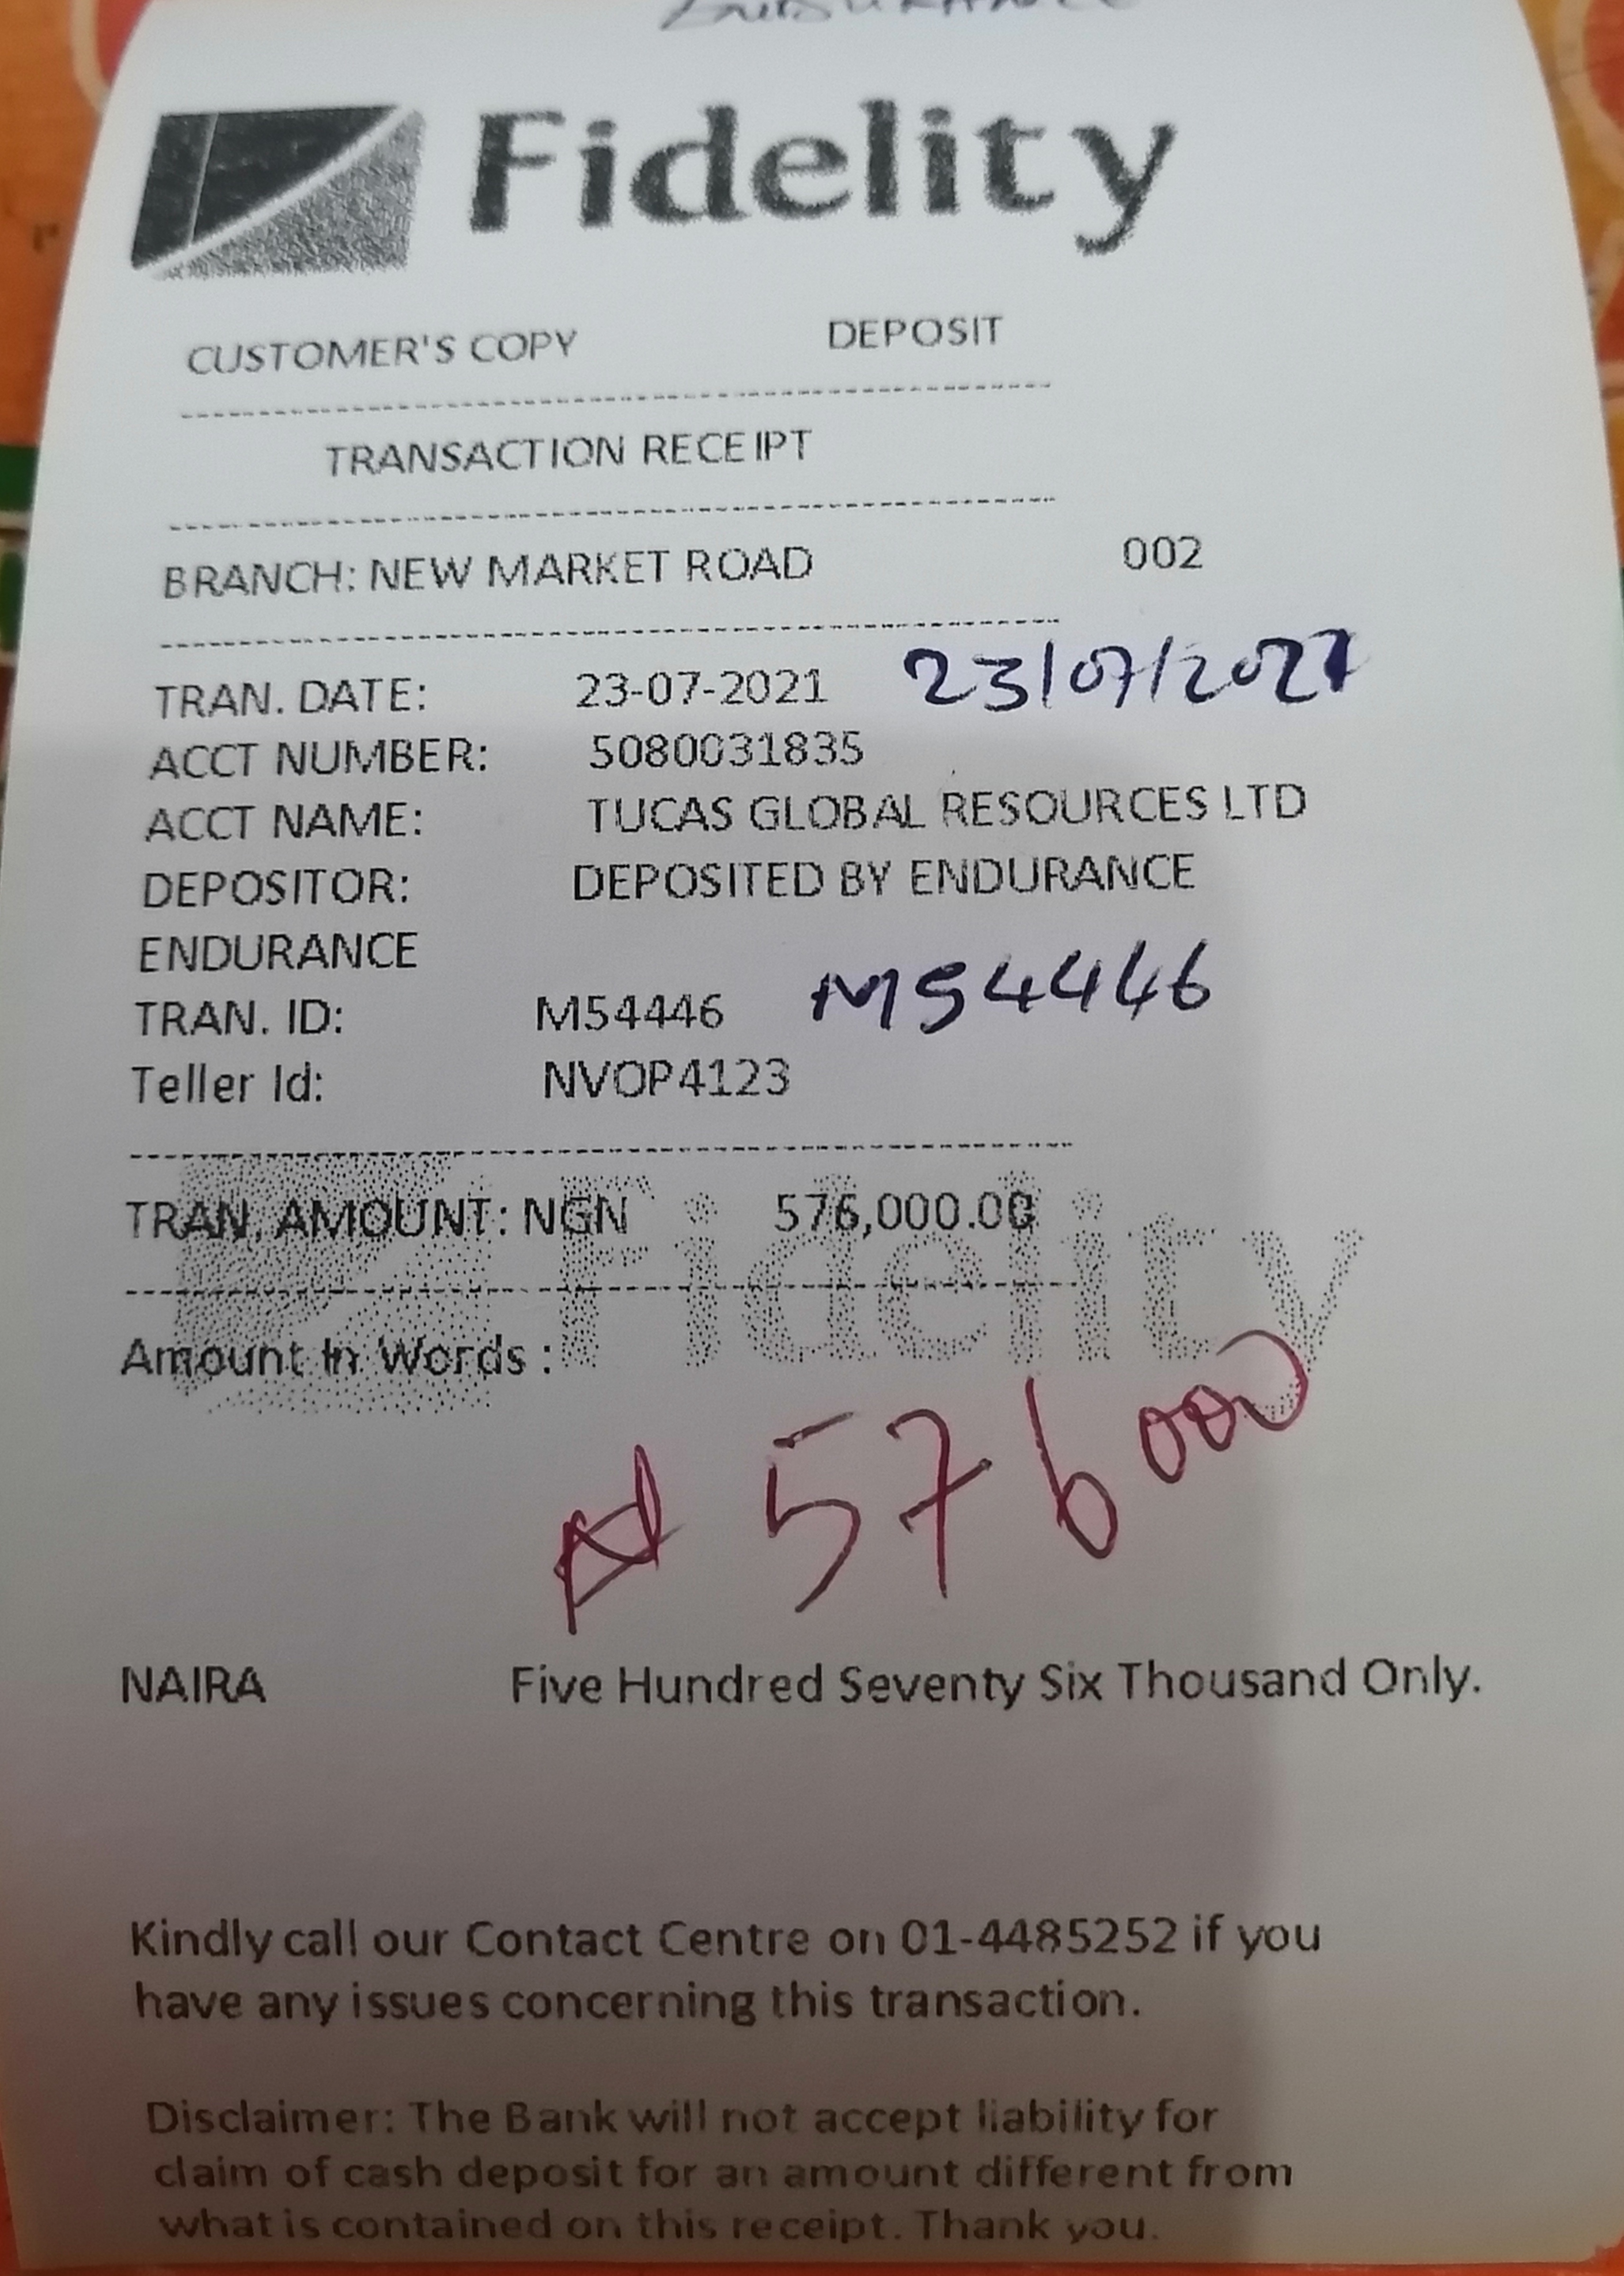 Fidelity
CUSTOMER'S COPY DEPOSIT
TRANSACTION RECEIPT
BRANCH: NEW MARKET ROAD 002
TRAN. DATE: 23-07-2021 23/07/2021
ACCT NUMBER: 5080031835
ACCT NAME: TUCAS GLOBAL RESOURCES LTD
DEPOSITOR: DEPOSITED BY ENDURANCE
ENDURANCE
TRAN. ID: M54446 M54446
Teller Id: NVOP4123
TRAN. AMOUNT: NGN 576,000.00
Fidelity
Amount In Words :
₦ 576000
NAIRA Five Hundred Seventy Six Thousand Only.
Kindly call our Contact Centre on 01-4485252 if you
have any issues concerning this transaction.
Disclaimer: The Bank will not accept liability for
claim of cash deposit for an amount different from
what is contained on this receipt. Thank you.